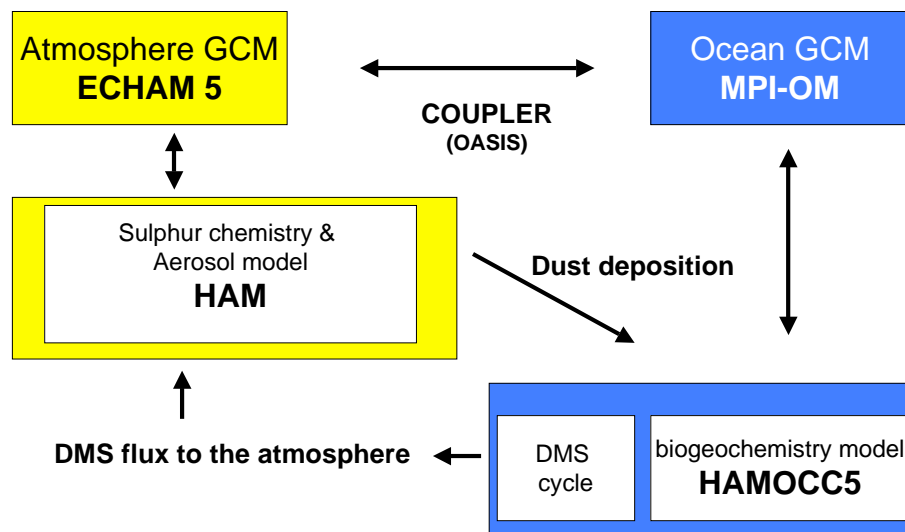 Atmosphere GCM
ECHAM 5
Ocean GCM
MPI-OM
COUPLER
(OASIS)
Sulphur chemistry &
Aerosol model
HAM
Dust deposition
DMS flux to the atmosphere
DMS
cycle
biogeochemistry model
HAMOCC5